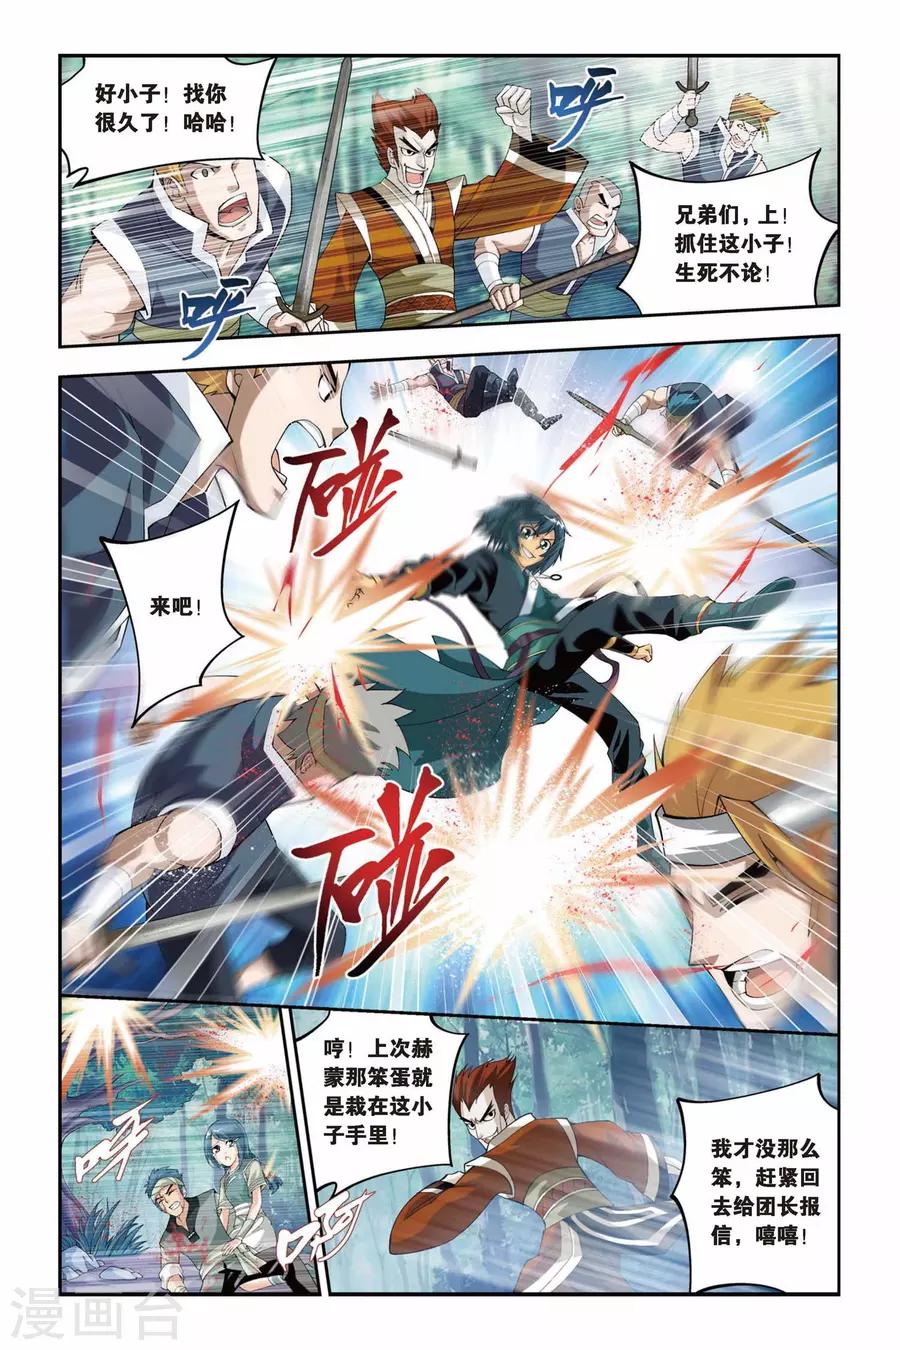 好小子！找你
很久了！哈哈！
呼
呼
兄弟们，上！
抓住这小子！
生死不论！
碰
来吧！
碰
呼
啊
哼！上次赫
蒙那笨蛋就
是栽在这小
子手里！
我才没那么
笨，赶紧回
去给团长报
信，嘻嘻！
漫画台